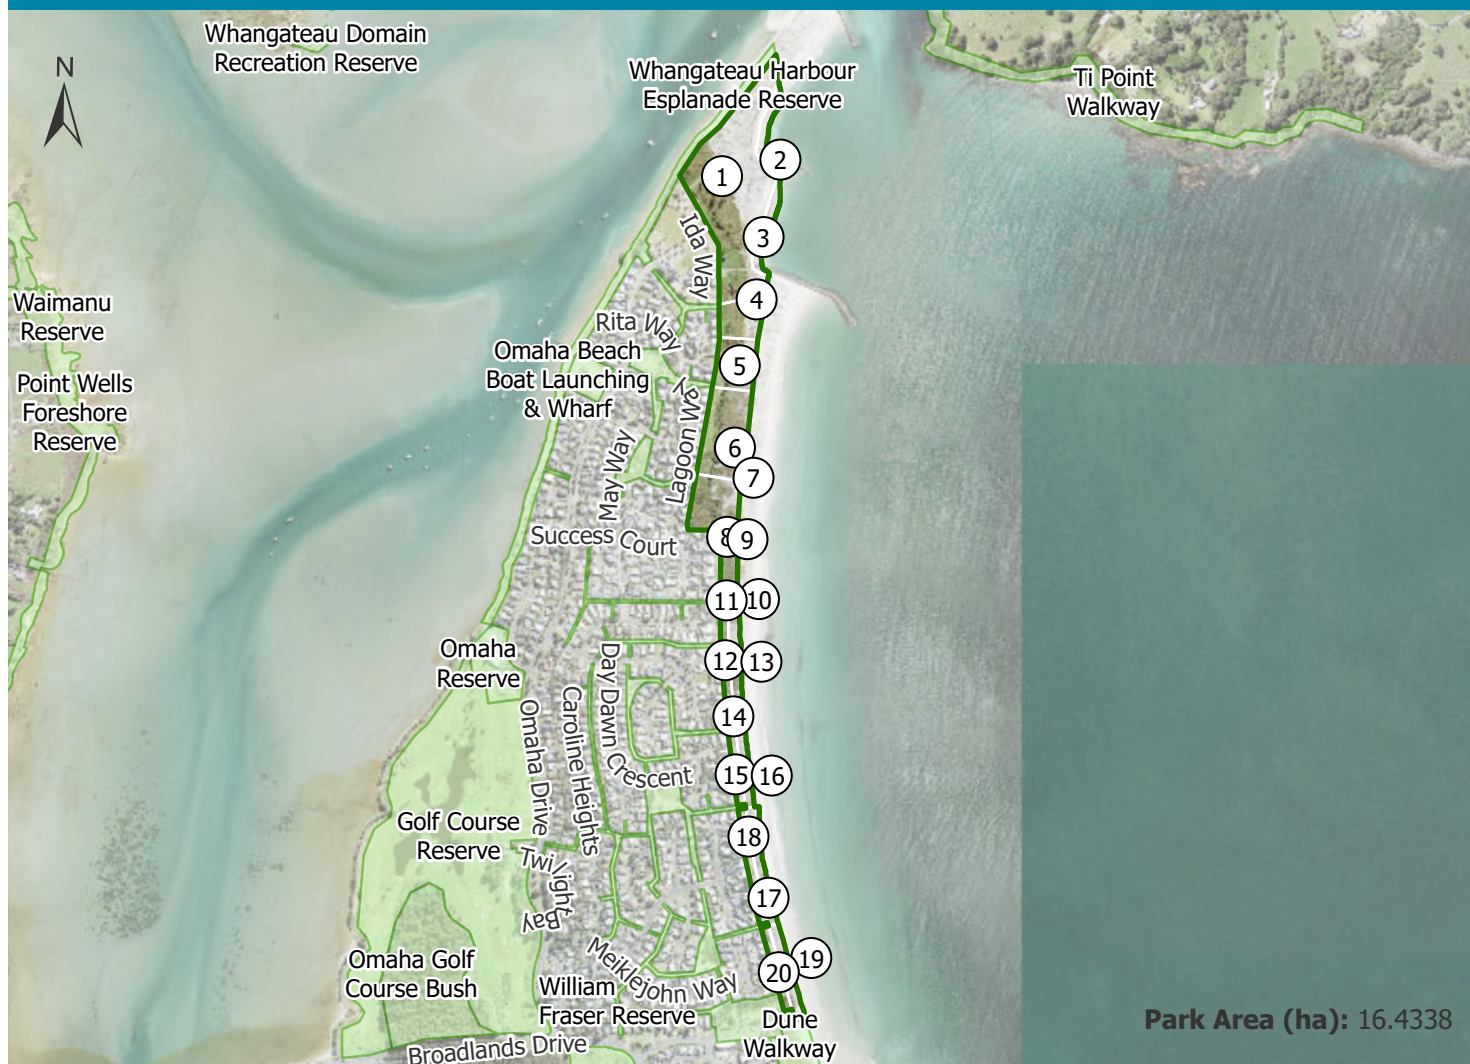 Whangateau Domain
Recreation Reserve
N
Whangateau Harbour
Esplanade Reserve
Ti Point
Walkway
1
2
3
Ida Way
4
Waimanu
Reserve
Rita Way
Omaha Beach
Boat Launching
& Wharf
5
Point Wells
Foreshore
Reserve
Lagoon Way
May Way
6
7
Success Court
8
9
11
10
Omaha
Reserve
12
13
Day Dawn Crescent
Caroline Heights
Omaha Drive
14
15
16
Golf Course
Reserve
18
Twilight
Bay
17
Omaha Golf
Course Bush
Meiklejohn Way
19
20
William
Fraser Reserve
Dune
Walkway
Broadlands Drive
Park Area (ha): 16.4338